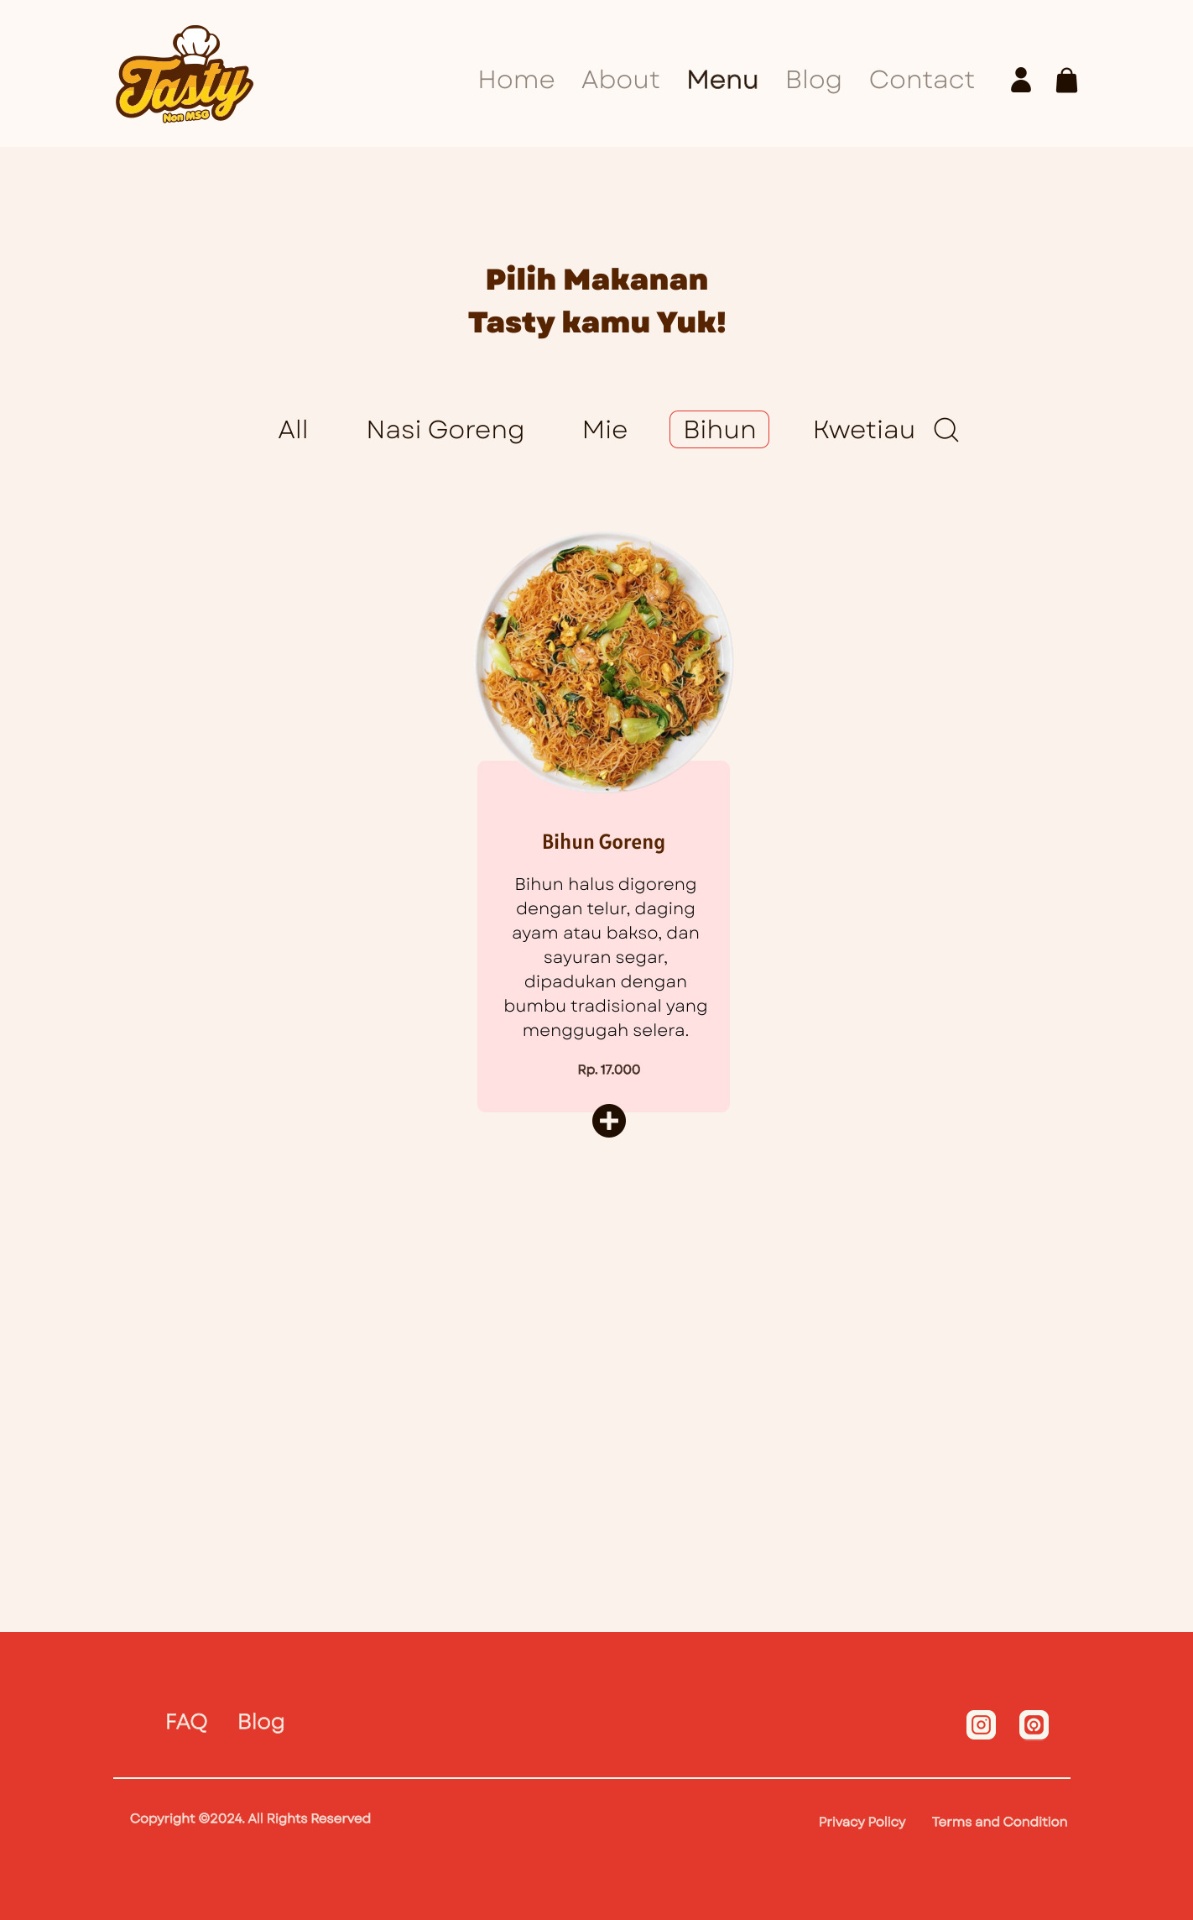 Tasty
Non MSG
Home About Menu Blog Contact
Pilih Makanan
Tasty kamu Yuk!
All Nasi Goreng Mie Bihun Kwetiau
Bihun Goreng
Bihun halus digoreng
dengan telur, daging
ayam atau bakso, dan
sayuran segar,
dipadukan dengan
bumbu tradisional yang
menggugah selera.
Rp. 17.000
FAQ Blog
Copyright ©2024. All Rights Reserved
Privacy Policy Terms and Condition